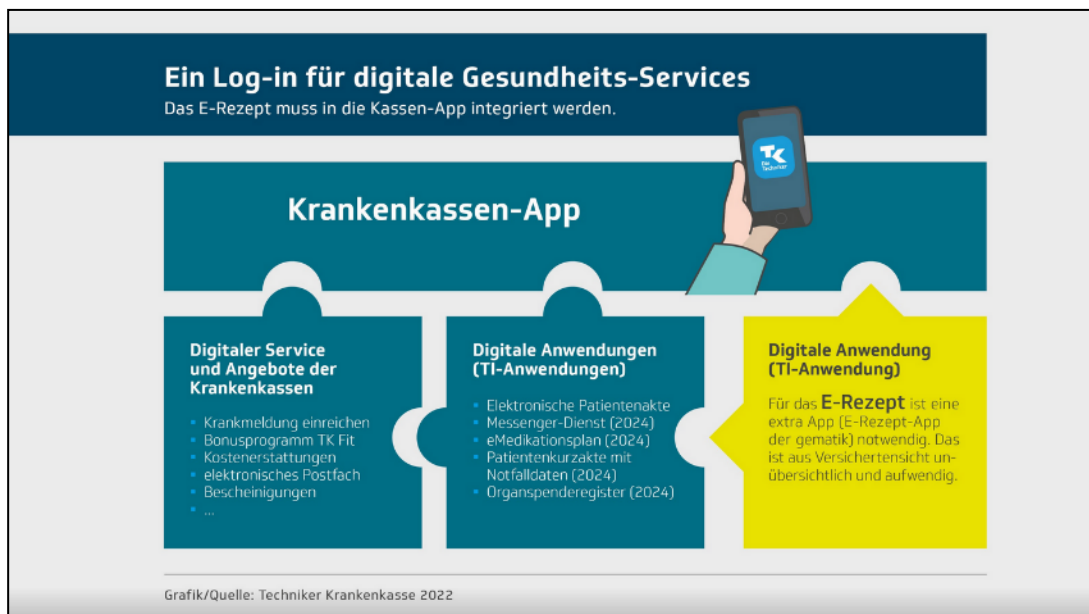 Ein Log-in für digitale Gesundheits-Services
Das E-Rezept muss in die Kassen-App integriert werden.
TK
Die
Techniker
Krankenkassen-App
Digitaler Service
und Angebote der
Krankenkassen
Krankmeldung einreichen
Bonusprogramm TK Fit
Kostenerstattungen
elektronisches Postfach
Bescheinigungen
...
Digitale Anwendungen
(TI-Anwendungen)
Elektronische Patientenakte
Messenger-Dienst (2024)
eMedikationsplan (2024)
Patientenkurzakte mit
Notfalldaten (2024)
Organspenderegister (2024)
Digitale Anwendung
(TI-Anwendung)
Für das E-Rezept ist eine
extra App (E-Rezept-App
der gematik) notwendig. Das
ist aus Versichertensicht un-
übersichtlich und aufwendig.
Grafik/Quelle: Techniker Krankenkasse 2022